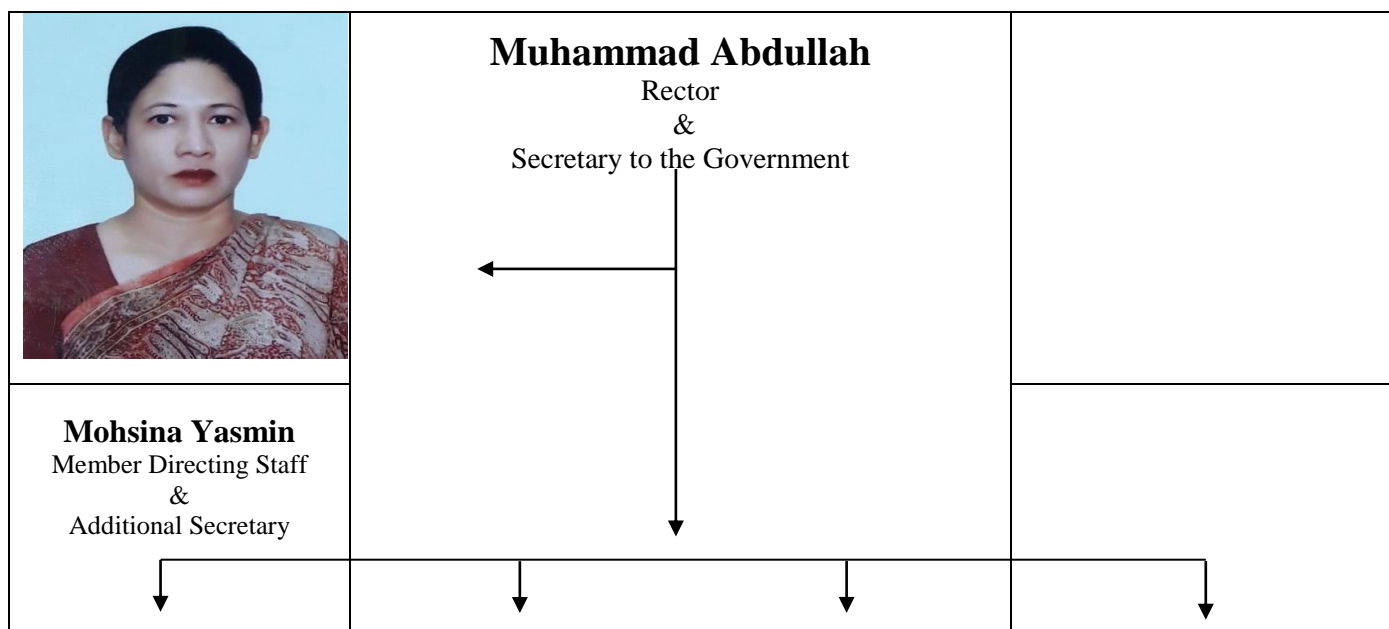 Muhammad Abdullah
Rector
&
Secretary to the Government
Mohsina Yasmin
Member Directing Staff
&
Additional Secretary